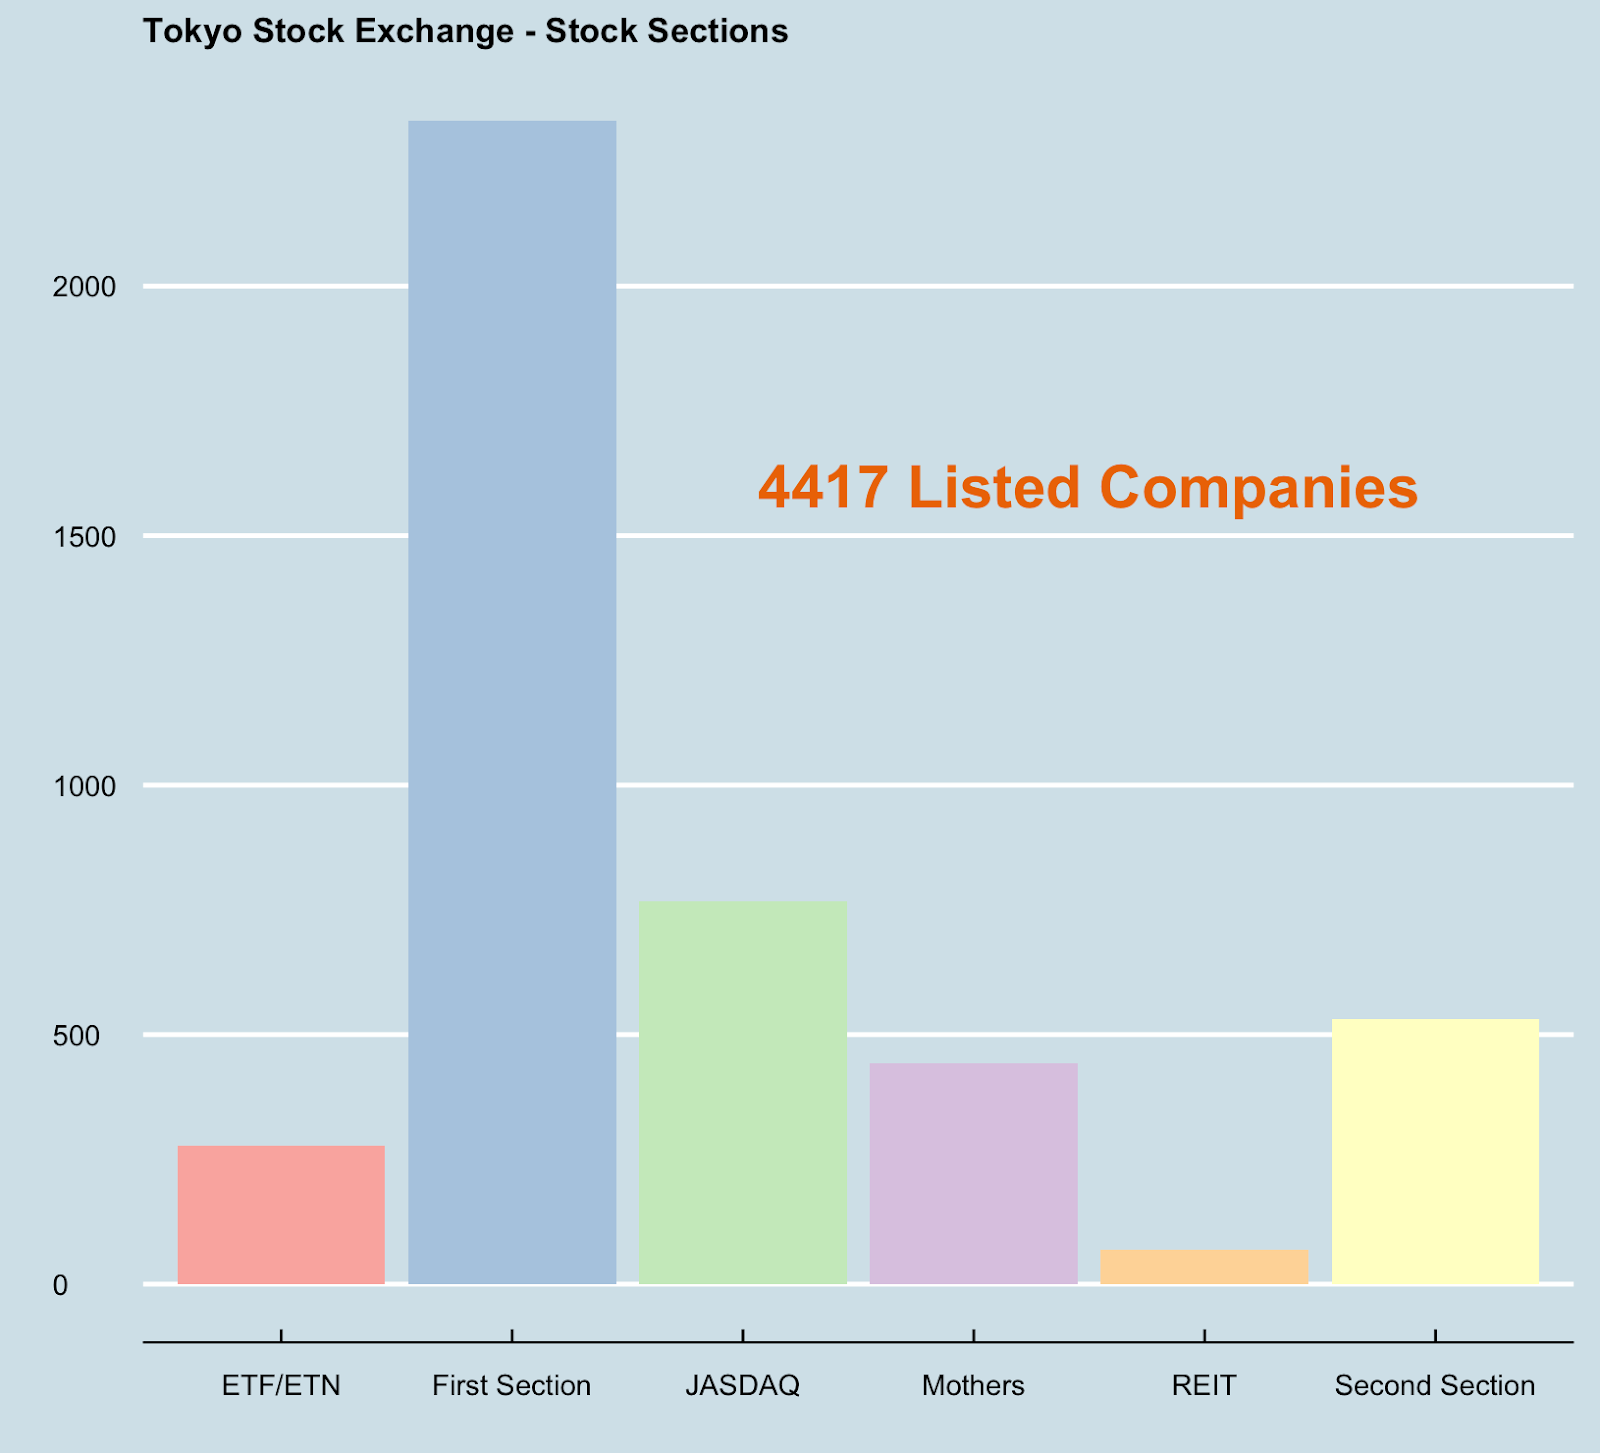 Tokyo Stock Exchange - Stock Sections
2000
4417 Listed Companies
1500
1000
500
0
ETF/ETN First Section JASDAQ Mothers REIT Second Section